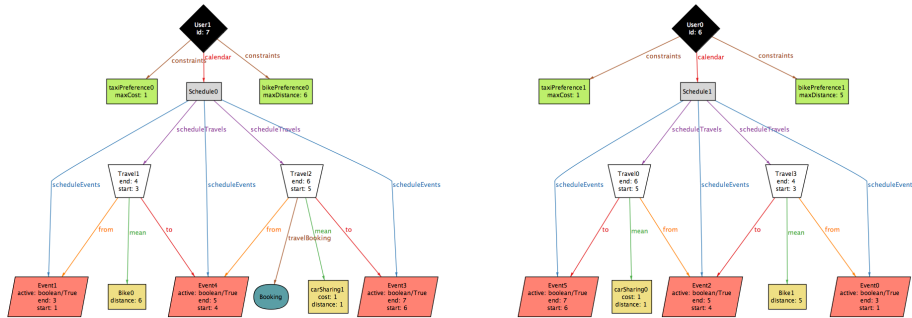 User1
id: 7
User0
id: 6
constraints
calendar
constraints
constraints
calendar
constraints
taxiPreference0
maxCost: 1
Schedule0
bikePreference0
maxDistance: 6
taxiPreference1
maxCost: 1
Schedule1
bikePreference1
maxDistance: 5
scheduleTravels
scheduleTravels
scheduleTravels
scheduleTravels
Travel1
end: 4
start: 3
Travel2
end: 6
start: 5
Travel0
end: 6
start: 5
Travel3
end: 4
start: 3
scheduleEvents
scheduleEvents
scheduleEvents
scheduleEvents
scheduleEvents
scheduleEvents
from
mean
to
from
travelBooking
mean
to
to
mean
from
to
mean
from
Event1
active: boolean/True
end: 3
start: 1
Bike0
distance: 6
Event4
active: boolean/True
end: 5
start: 4
Booking
carSharing1
cost: 1
distance: 1
Event3
active: boolean/True
end: 7
start: 6
Event5
active: boolean/True
end: 7
start: 6
carSharing0
cost: 1
distance: 1
Event2
active: boolean/True
end: 5
start: 4
Bike1
distance: 5
Event0
active: boolean/True
end: 3
start: 1